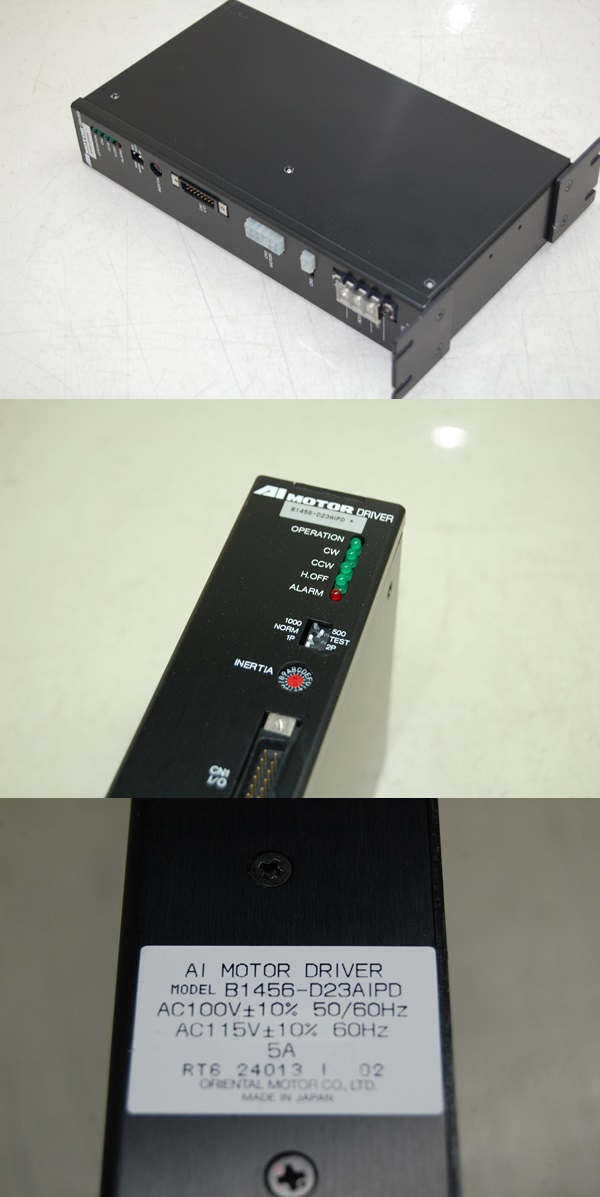 AI MOTOR DRIVER
B1456-D23AIPD
OPERATION
CW
CCW
H.OFF
ALARM
1000 500
NORM TEST
1P 2P
INERTIA
CN1
I/O
AI MOTOR DRIVER
MODEL B1456-D23AIPD
AC100V±10% 50/60Hz
AC115V±10% 60Hz
5A
RT6 24013 I 02
ORIENTAL MOTOR CO., LTD.
MADE IN JAPAN